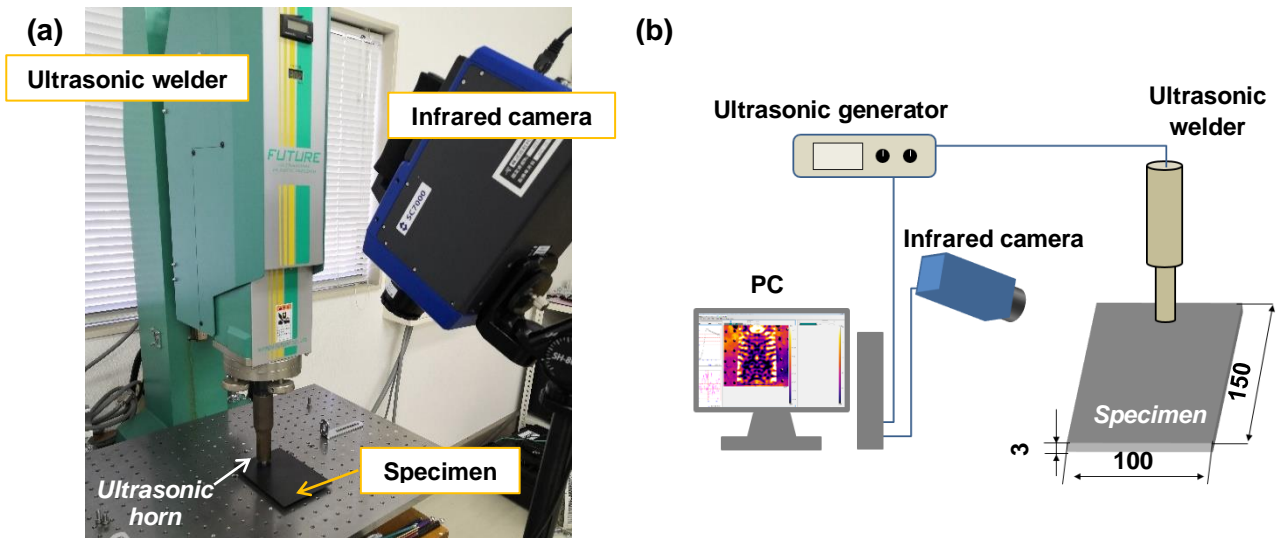 (a)
Ultrasonic welder
Infrared camera
FUTURE
SC7000
Specimen
Ultrasonic
horn
(b)
Ultrasonic generator
Ultrasonic
welder
Infrared camera
PC
Specimen
150
3
100